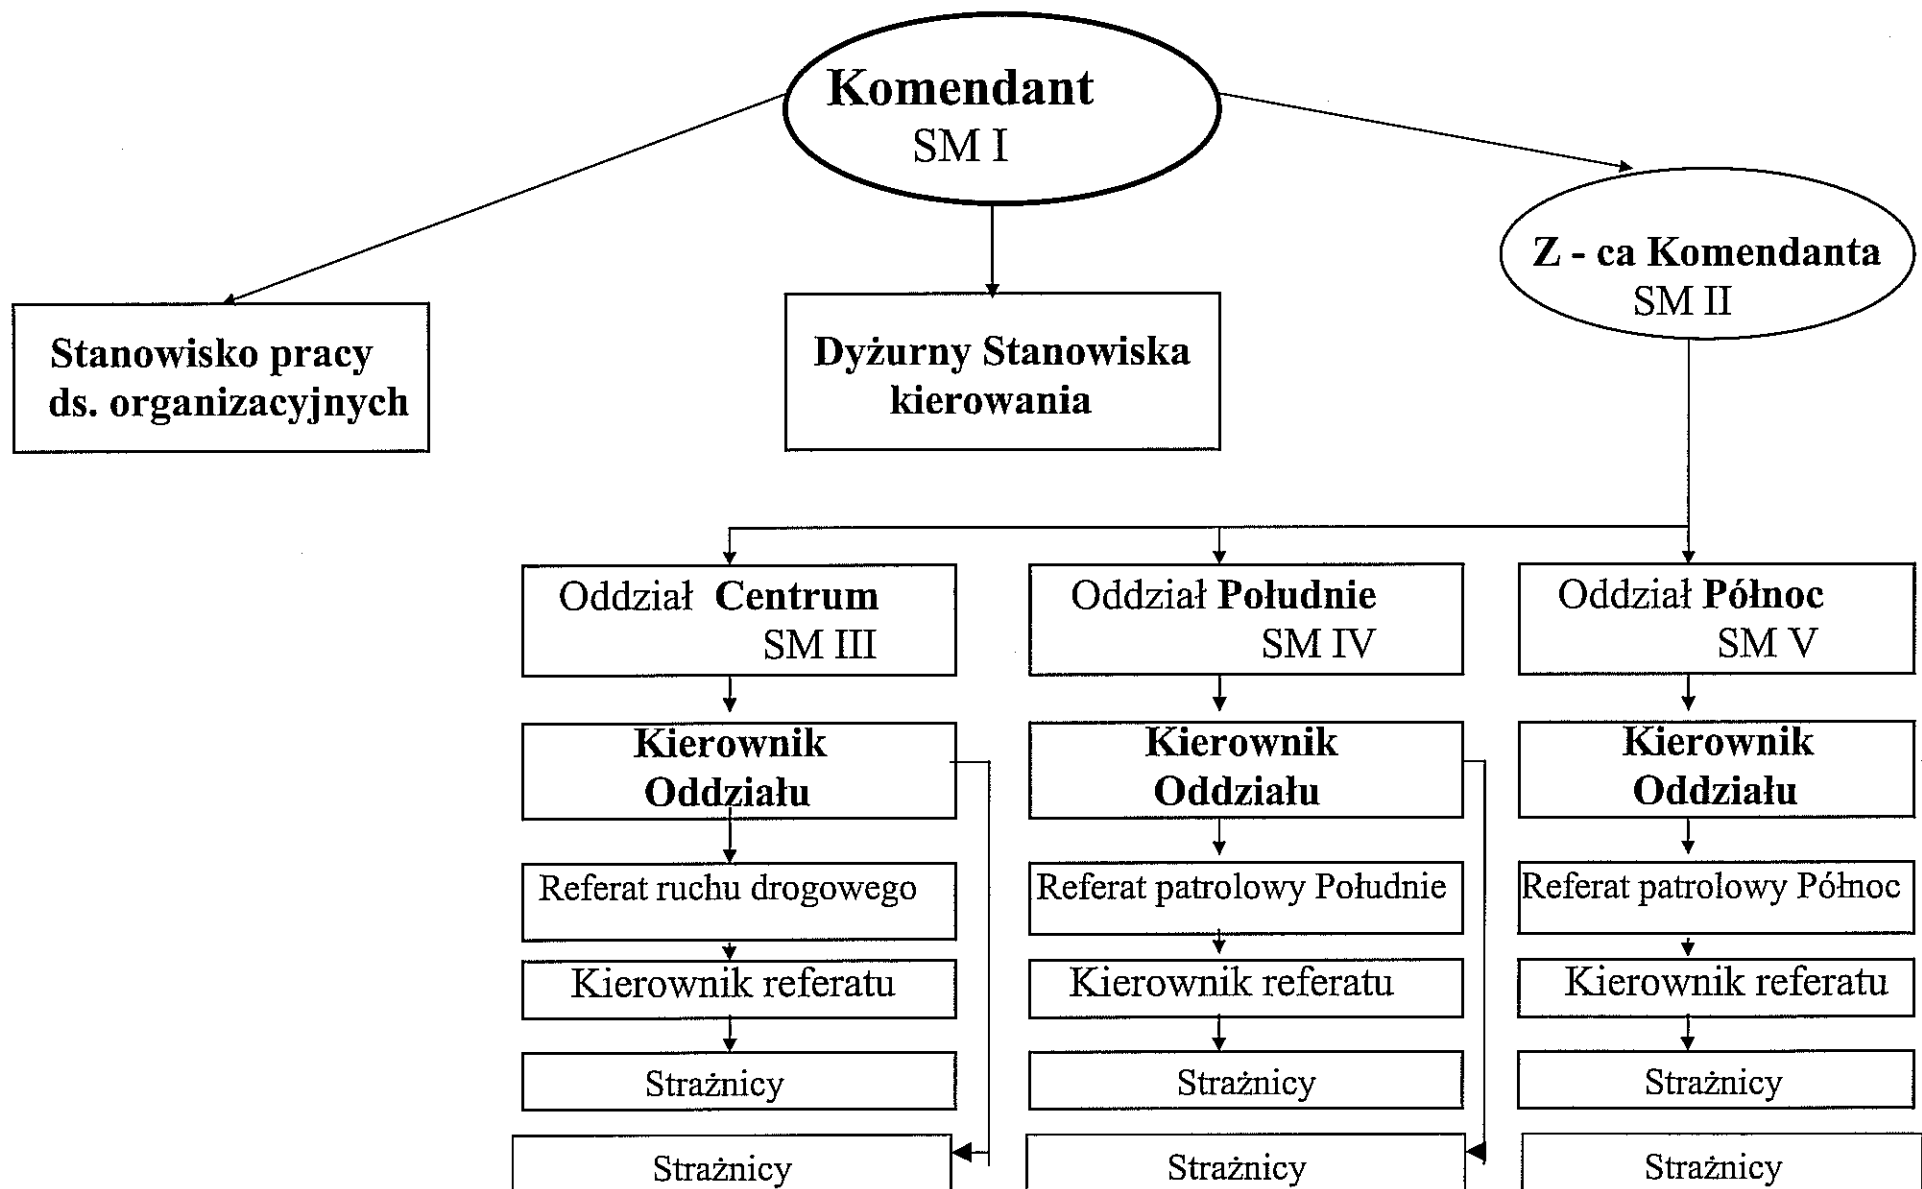 Komendant
SM I
Z - ca Komendanta
SM II
Stanowisko pracy
ds. organizacyjnych
Dyżurny Stanowiska
kierowania
Oddział Centrum
SM III
Oddział Południe
SM IV
Oddział Północ
SM V
Kierownik
Oddziału
Kierownik
Oddziału
Kierownik
Oddziału
Referat ruchu drogowego
Referat patrolowy Południe
Referat patrolowy Północ
Kierownik referatu
Kierownik referatu
Kierownik referatu
Strażnicy
Strażnicy
Strażnicy
Strażnicy
Strażnicy
Strażnicy